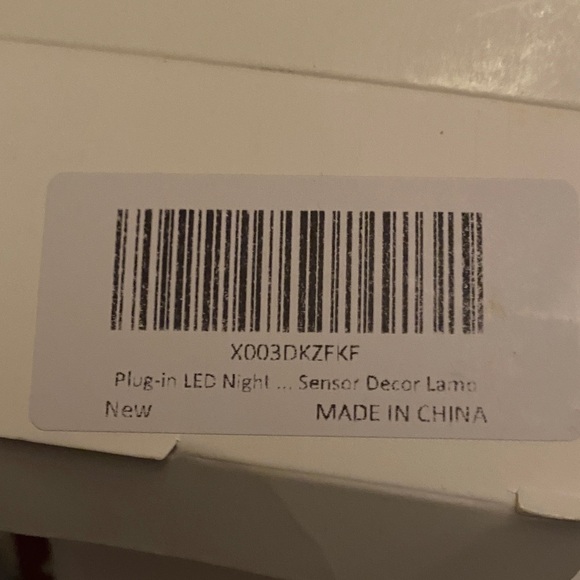 X003DKZFKF
Plug-in LED Night ... Sensor Decor Lamp
New
MADE IN CHINA